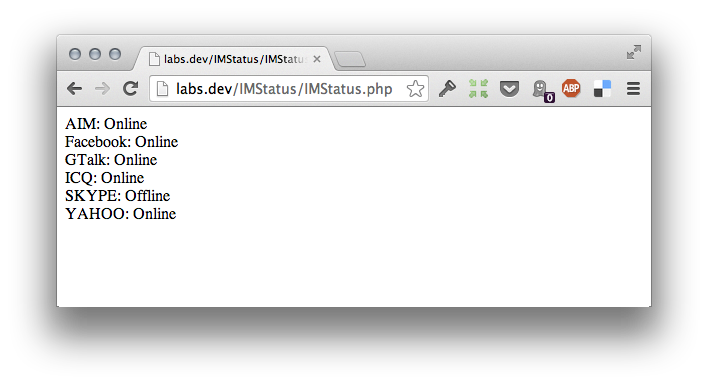 labs.dev/IMStatus/IMStatu
labs.dev/IMStatus/IMStatus.php
0
ABP
AIM: Online
Facebook: Online
GTalk: Online
ICQ: Online
SKYPE: Offline
YAHOO: Online